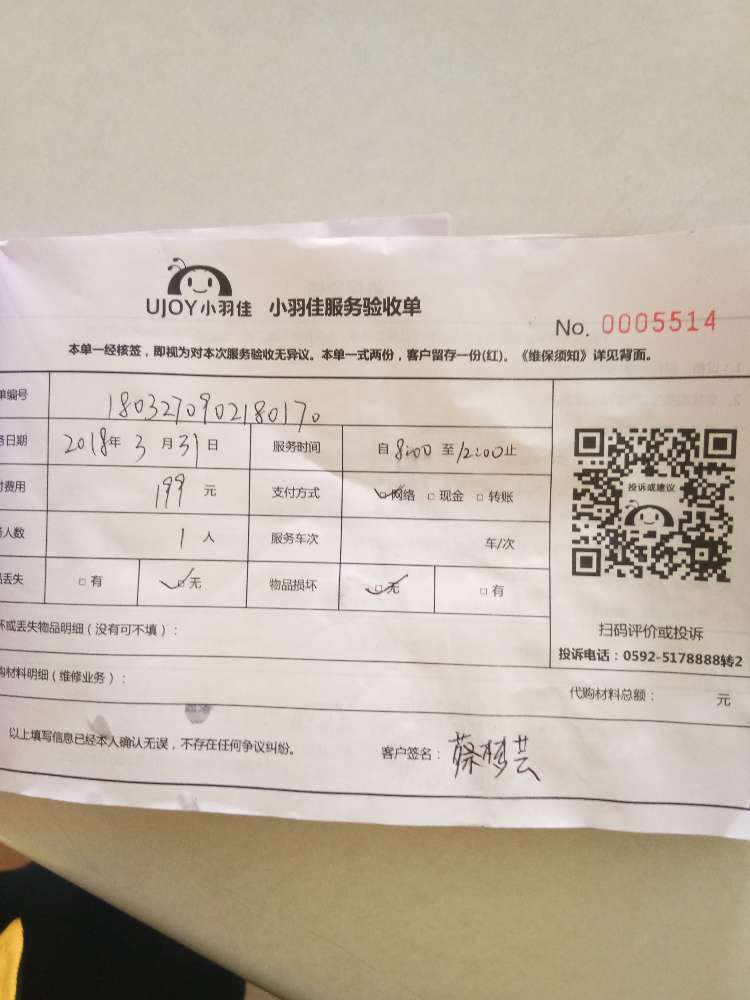 UJOY小羽佳 小羽佳服务验收单
No. 0005514
本单一经核签，即视为对本次服务验收无异议。本单一式两份，客户留存一份(红)。《维保须知》详见背面。
单编号 1803270902180170
务日期 2018年 3 月 31 日 服务时间 自 8:00 至 12:00止
付费用 199 元 支付方式 ☑网络 □现金 □转账
务人数 1 人 服务车次 车/次
品丢失 □有 ☑无 物品损坏 ☑无 □有
投诉或建议
扫码评价或投诉
投诉电话：0592-5178888转2
坏或丢失物品明细（没有可不填）：
购材料明细（维修业务）： 代购材料总额： 元
以上填写信息已经本人确认无误，不存在任何争议纠纷。 客户签名：蔡梦芸